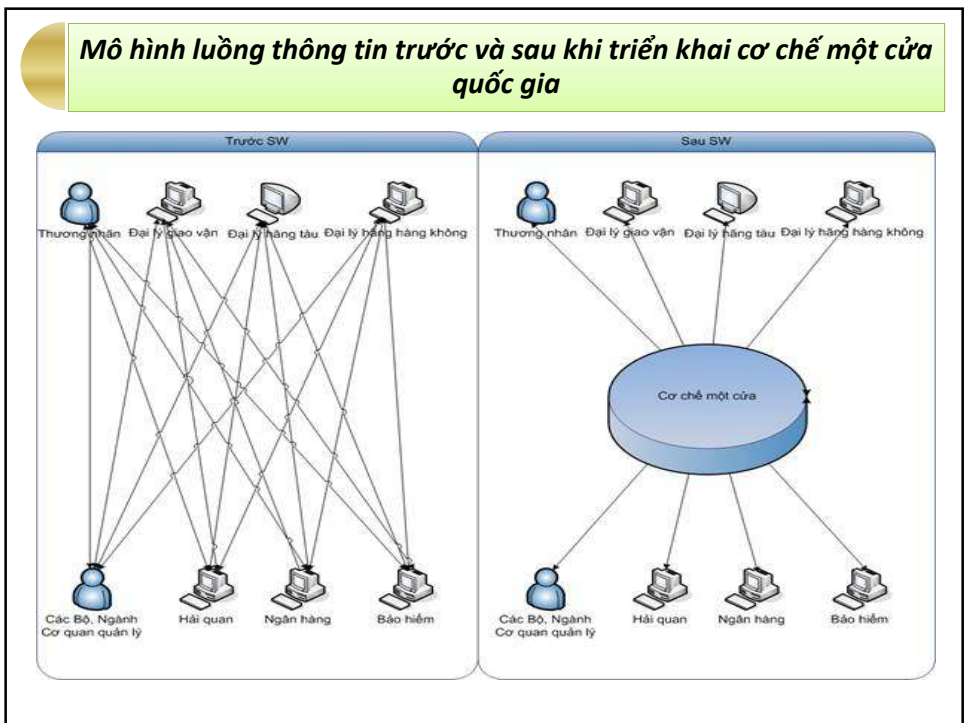 Mô hình luồng thông tin trước và sau khi triển khai cơ chế một cửa
quốc gia
Trước SW
Thương nhân Đại lý giao vận Đại lý hãng tàu Đại lý hãng hàng không
Các Bộ, Ngành
Cơ quan quản lý
Hải quan Ngân hàng Bảo hiểm
Sau SW
Thương nhân Đại lý giao vận Đại lý hãng tàu Đại lý hãng hàng không
Cơ chế một cửa
Các Bộ, Ngành
Cơ quan quản lý
Hải quan Ngân hàng Bảo hiểm